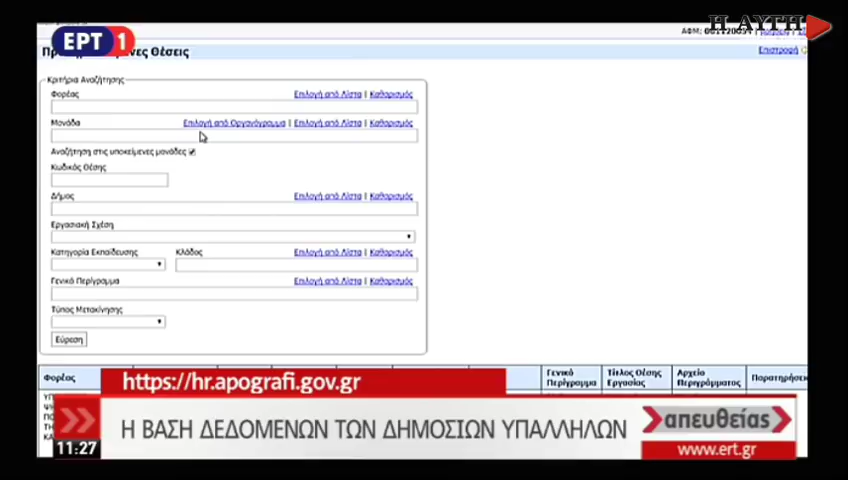 Η ΑΥΓΗ
ΕΡΤ 1
ΑΦΜ:
Θέσεις
Επιστροφή
Κριτήρια Αναζήτησης
Φορέας Επιλογή από Λίστα | Καθαρισμός
Μονάδα Επιλογή από Οργανόγραμμα | Επιλογή από Λίστα | Καθαρισμός
Αναζήτηση στις υποκείμενες μονάδες
Κωδικός Θέσης
Δήμος Επιλογή από Λίστα | Καθαρισμός
Εργασιακή Σχέση
Κατηγορία Εκπαίδευσης Κλάδος Επιλογή από Λίστα | Καθαρισμός
Γενικό Περίγραμμα Επιλογή από Λίστα | Καθαρισμός
Τύπος Μετακίνησης
Εύρεση
Φορέας Γενικό Περίγραμμα Τίτλος Θέσης Εργασίας Αρχείο Περιγράμματος Παρατηρήσει
https://hr.apografi.gov.gr
Η ΒΑΣΗ ΔΕΔΟΜΕΝΩΝ ΤΩΝ ΔΗΜΟΣΙΩΝ ΥΠΑΛΛΗΛΩΝ
απευθείας
11:27
www.ert.gr